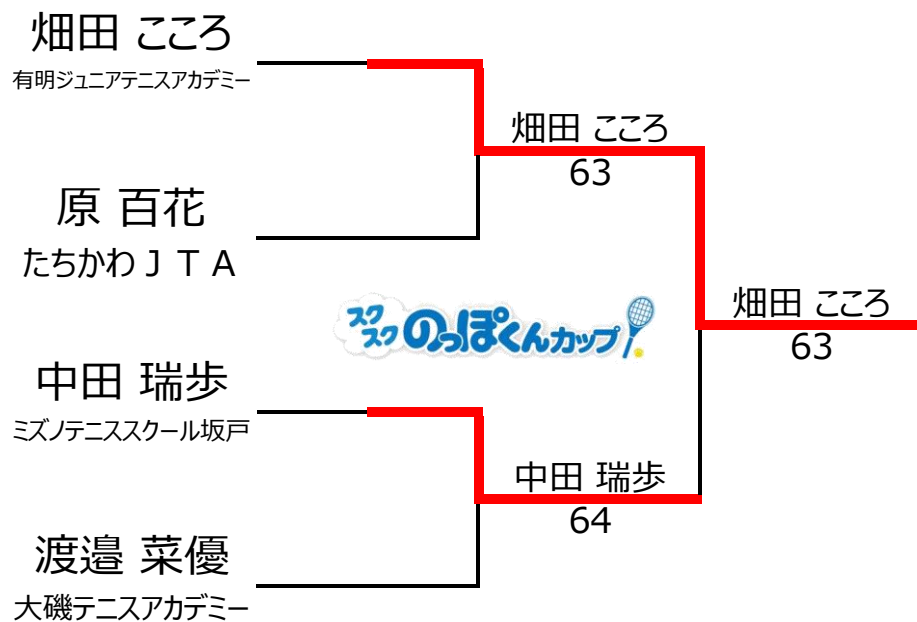 畑田 こころ
有明ジュニアテニスアカデミー
畑田 こころ
63
原 百花
たちかわＪＴＡ
畑田 こころ
63
スクスクのっぽくんカップ
中田 瑞歩
ミズノテニススクール坂戸
中田 瑞歩
64
渡邉 菜優
大磯テニスアカデミー